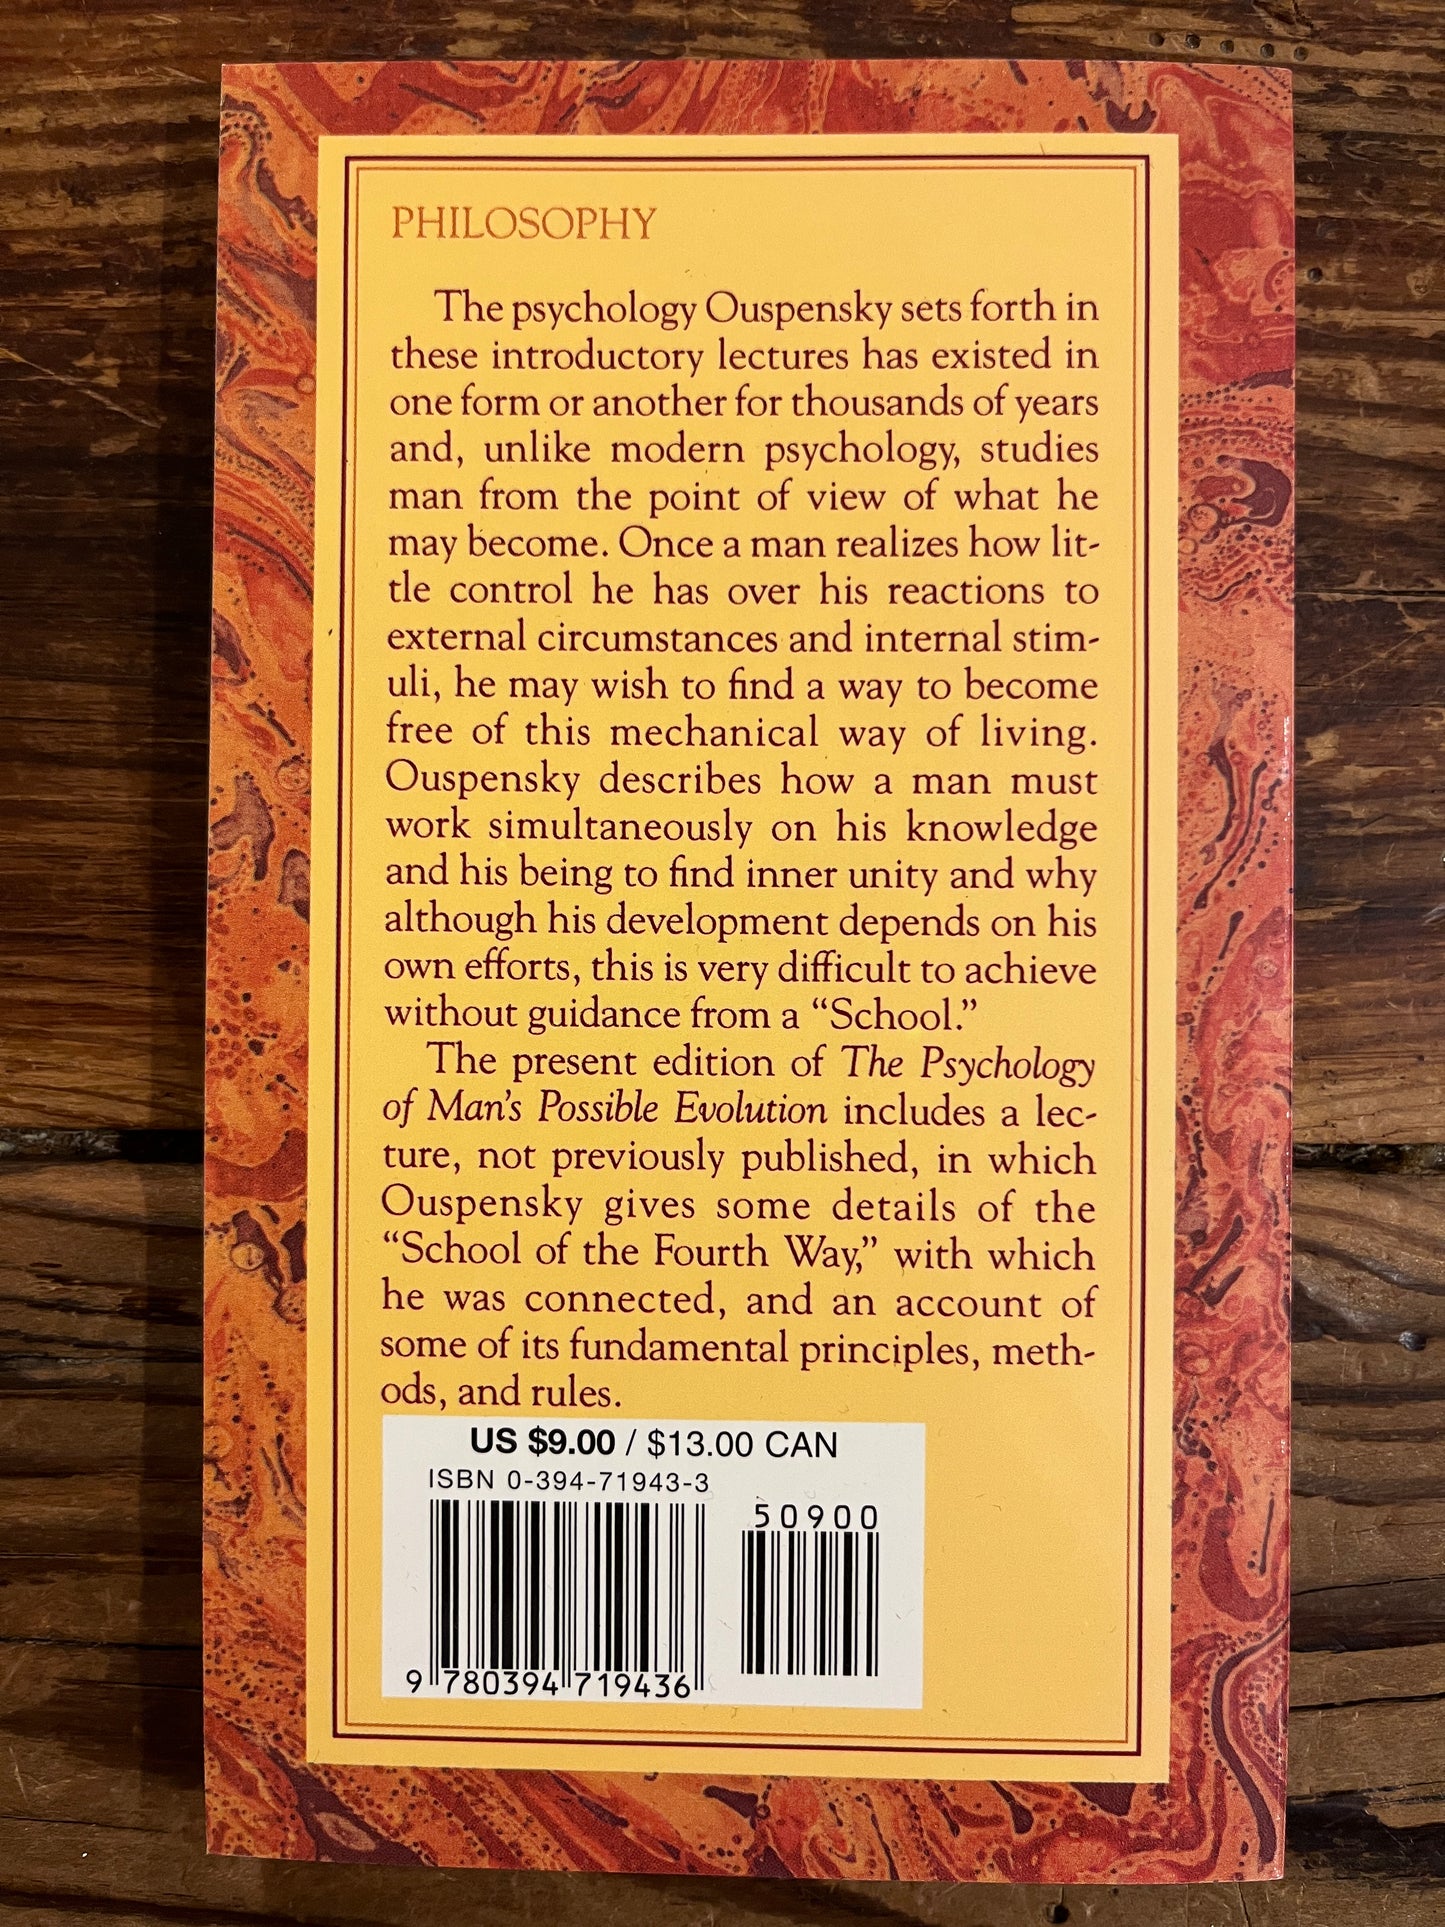 PHILOSOPHY
The psychology Ouspensky sets forth in
these introductory lectures has existed in
one form or another for thousands of years
and, unlike modern psychology, studies
man from the point of view of what he
may become. Once a man realizes how lit-
tle control he has over his reactions to
external circumstances and internal stim-
uli, he may wish to find a way to become
free of this mechanical way of living.
Ouspensky describes how a man must
work simultaneously on his knowledge
and his being to find inner unity and why
although his development depends on his
own efforts, this is very difficult to achieve
without guidance from a “School.”
The present edition of The Psychology
of Man’s Possible Evolution includes a lec-
ture, not previously published, in which
Ouspensky gives some details of the
“School of the Fourth Way,” with which
he was connected, and an account of
some of its fundamental principles, meth-
ods, and rules.
US $9.00 / $13.00 CAN
ISBN 0-394-71943-3
50900
9 780394 719436